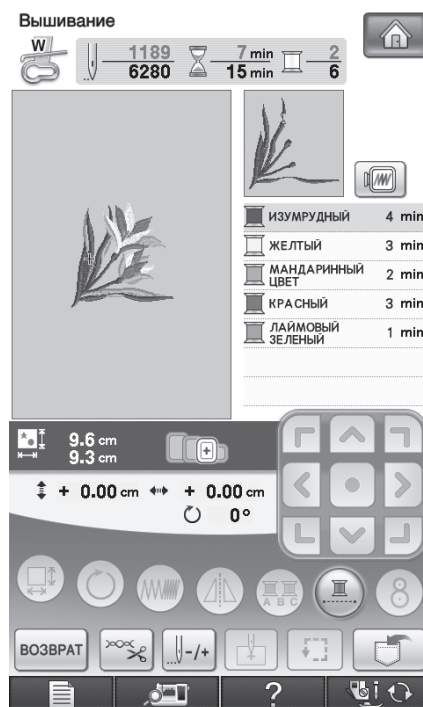 Вышивание
W
1189 7 min 2
6280 15 min 6
ИЗУМРУДНЫЙ 4 min
ЖЕЛТЫЙ 3 min
МАНДАРИННЫЙ
ЦВЕТ 2 min
КРАСНЫЙ 3 min
ЛАЙМОВЫЙ
ЗЕЛЕНЫЙ 1 min
9.6 cm
9.3 cm
+ 0.00 cm + 0.00 cm
0°
A B C
8
ВОЗВРАТ
-/+
?